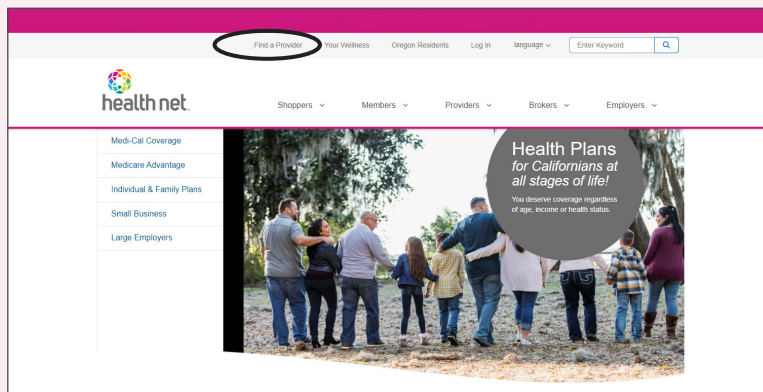 Find a Provider Your Wellness Oregon Residents Log In language Enter Keyword
health net.
Shoppers Members Providers Brokers Employers
Medi-Cal Coverage
Medicare Advantage
Individual & Family Plans
Small Business
Large Employers
Health Plans
for Californians at
all stages of life!
You deserve coverage regardless
of age, income or health status.